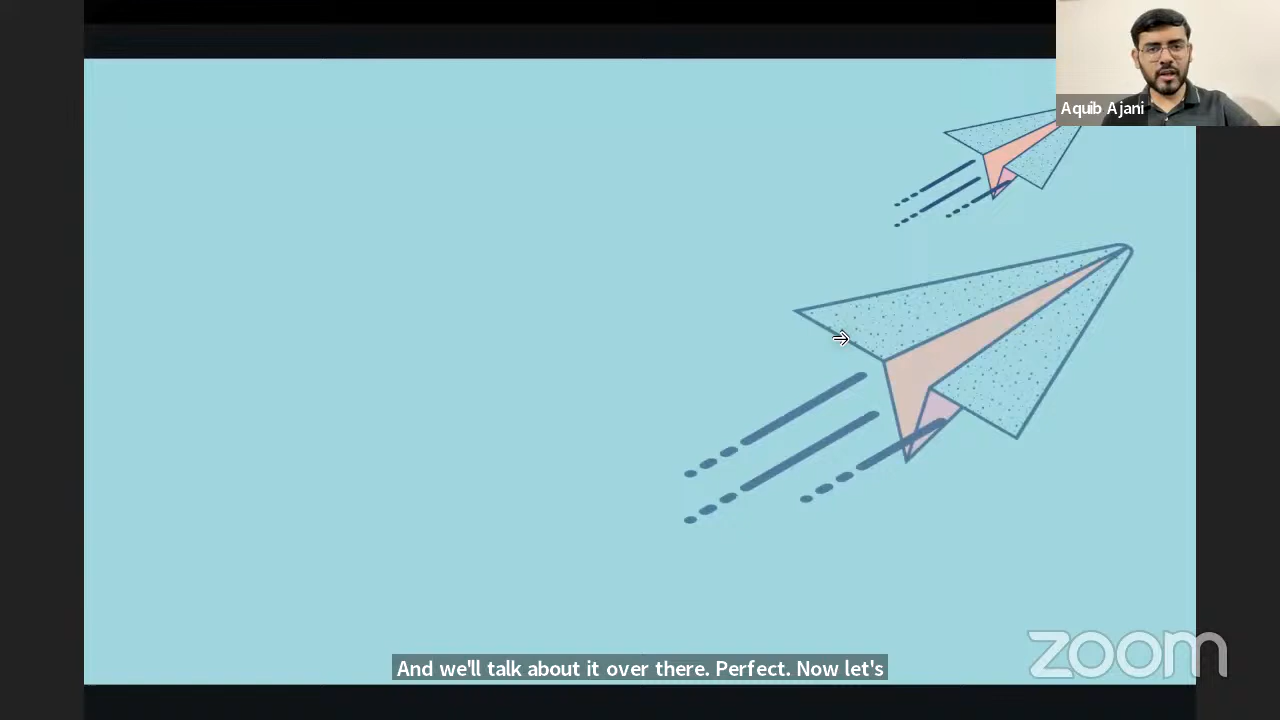 Aquib Ajani
And we'll talk about it over there. Perfect. Now let's
zoom